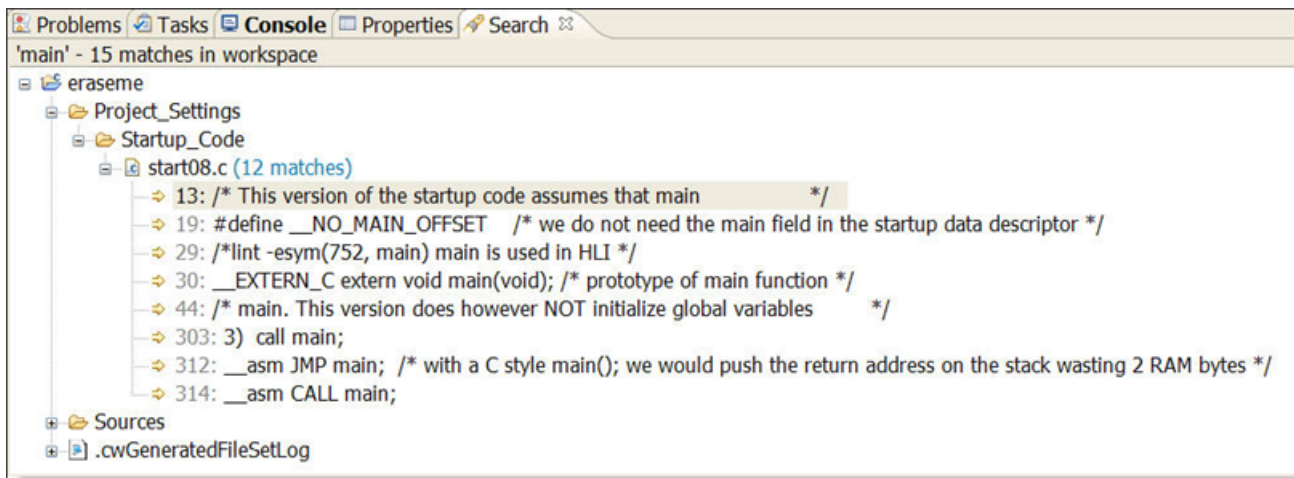 Problems Tasks Console Properties Search
'main' - 15 matches in workspace
eraseme
Project_Settings
Startup_Code
start08.c (12 matches)
13: /* This version of the startup code assumes that main */
19: #define __NO_MAIN_OFFSET /* we do not need the main field in the startup data descriptor */
29: /*lint -esym(752, main) main is used in HLI */
30: __EXTERN_C extern void main(void); /* prototype of main function */
44: /* main. This version does however NOT initialize global variables */
303: 3) call main;
312: __asm JMP main; /* with a C style main(); we would push the return address on the stack wasting 2 RAM bytes */
314: __asm CALL main;
Sources
.cwGeneratedFileSetLog